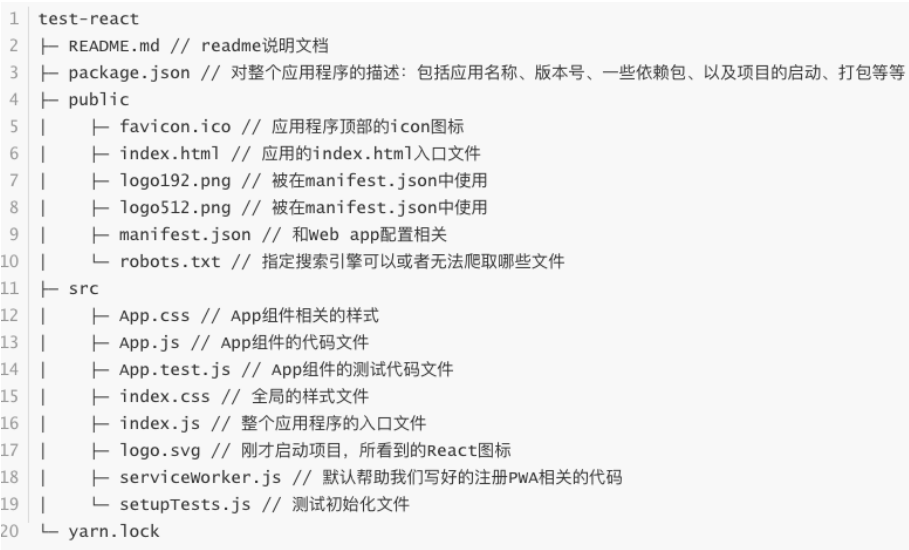 1 test-react
2 ├─ README.md // readme说明文档
3 ├─ package.json // 对整个应用程序的描述：包括应用名称、版本号、一些依赖包、以及项目的启动、打包等等
4 ├─ public
5 │  ├─ favicon.ico // 应用程序顶部的icon图标
6 │  ├─ index.html // 应用的index.html入口文件
7 │  ├─ logo192.png // 被在manifest.json中使用
8 │  ├─ logo512.png // 被在manifest.json中使用
9 │  ├─ manifest.json // 和Web app配置相关
10 │  └─ robots.txt // 指定搜索引擎可以或者无法爬取哪些文件
11 ├─ src
12 │  ├─ App.css // App组件相关的样式
13 │  ├─ App.js // App组件的代码文件
14 │  ├─ App.test.js // App组件的测试代码文件
15 │  ├─ index.css // 全局的样式文件
16 │  ├─ index.js // 整个应用程序的入口文件
17 │  ├─ logo.svg // 刚才启动项目，所看到的React图标
18 │  ├─ serviceWorker.js // 默认帮助我们写好的注册PWA相关的代码
19 │  └─ setupTests.js // 测试初始化文件
20 └─ yarn.lock